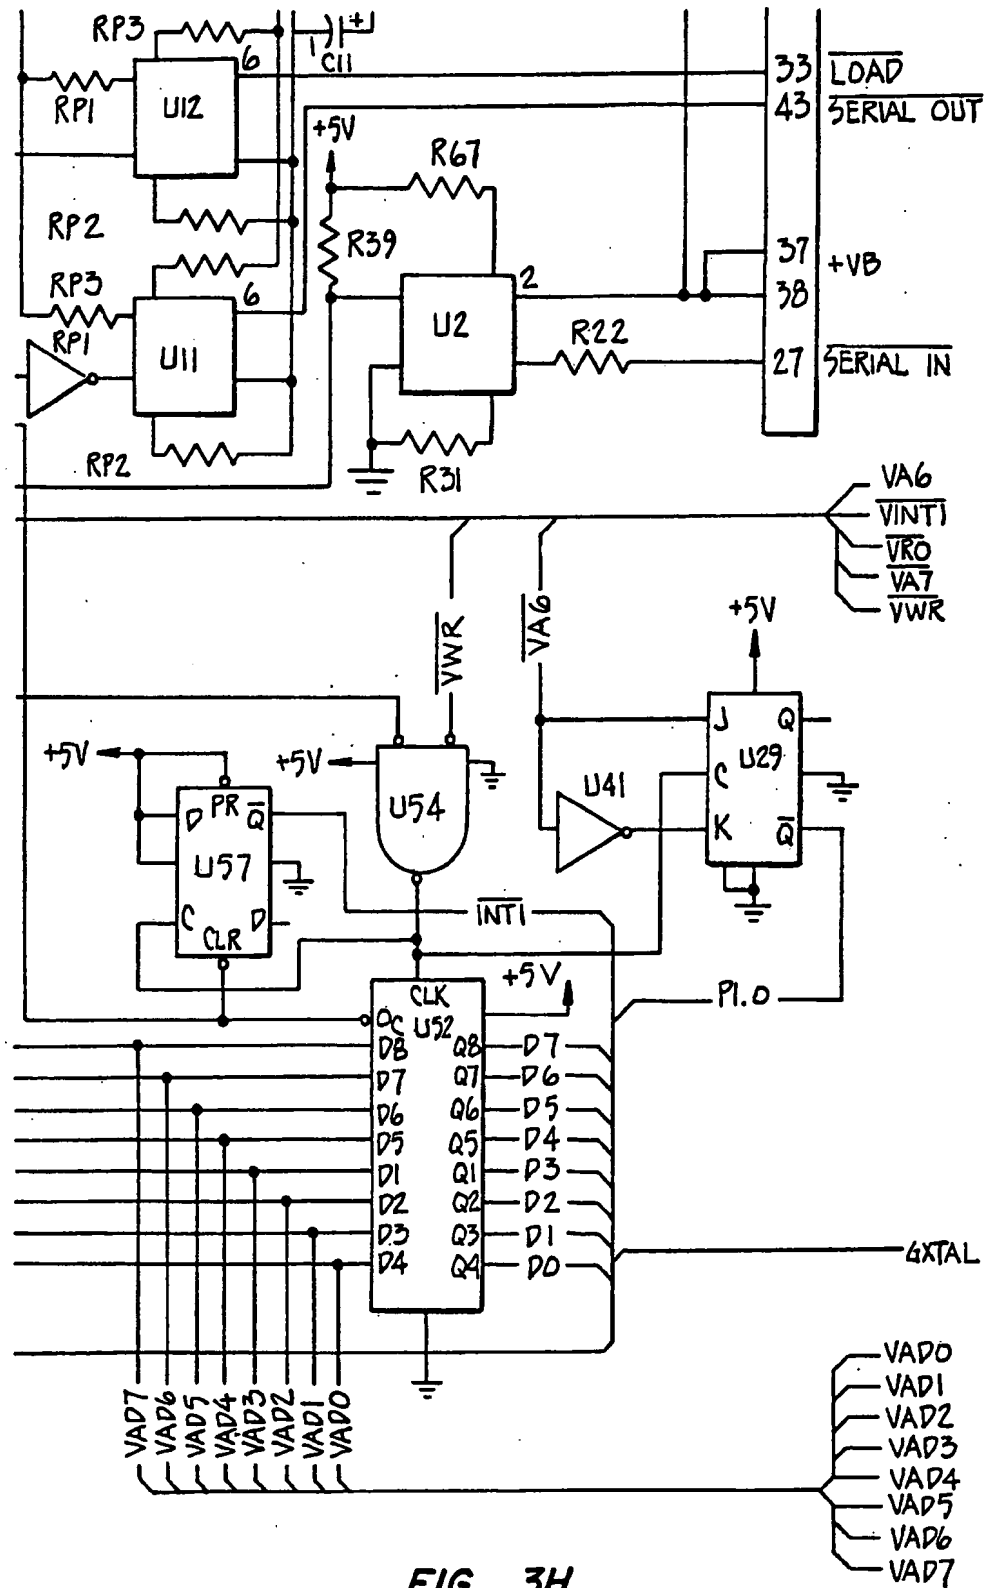 RP3
1 + C11
6
33 LOAD
RP1
U12
43 SERIAL OUT
+5V
R67
RP2
R39
37
+VB
RP3
6
2
38
U2
RP1
U11
R22
27 SERIAL IN
RP2
R31
VA6
VINT1
VRO
VA7
VWR
VWR
VA6
+5V
J Q
+5V
+5V
U41
C U29
PR
D Q
U54
K Q
U57
C D
CLR
INT1
+5V
CLK
P1.0
OC U52
D8 Q8 D7
D7 Q7 D6
D6 Q6 D5
D5 Q5 D4
D1 Q1 D3
D2 Q2 D2
D3 Q3 D1
D4 Q4 D0
GXTAL
VAD7
VAD6
VAD5
VAD4
VAD3
VAD2
VAD1
VAD0
VAD0
VAD1
VAD2
VAD3
VAD4
VAD5
VAD6
VAD7
FIG. 3H